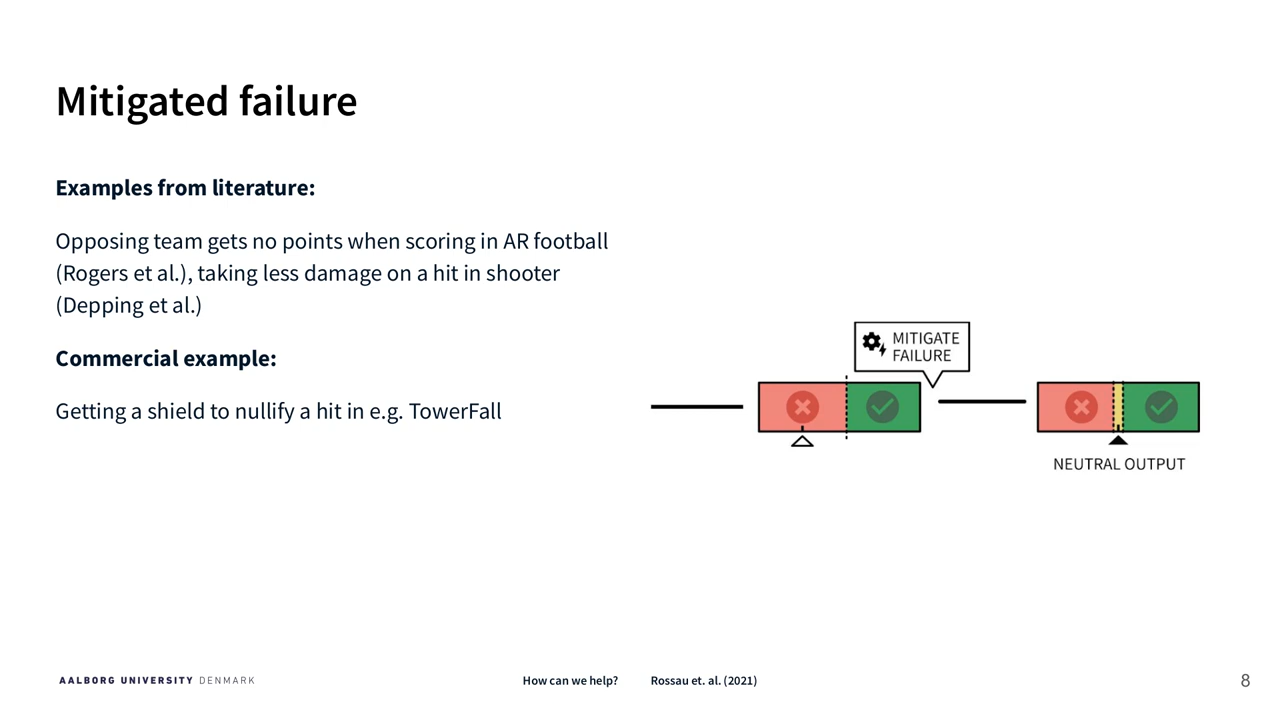 Mitigated failure
Examples from literature:
Opposing team gets no points when scoring in AR football
(Rogers et al.), taking less damage on a hit in shooter
(Depping et al.)
Commercial example:
Getting a shield to nullify a hit in e.g. TowerFall
MITIGATE
FAILURE
NEUTRAL OUTPUT
AALBORG UNIVERSITY DENMARK
How can we help?
Rossau et. al. (2021)
8